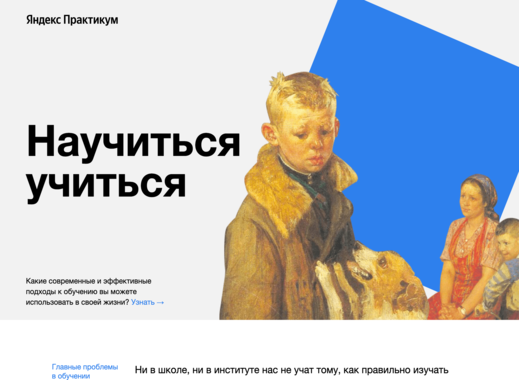 Яндекс Практикум
Научиться
учиться
Какие современные и эффективные
подходы к обучению вы можете
использовать в своей жизни? Узнать →
Главные проблемы
в обучении
Ни в школе, ни в институте нас не учат тому, как правильно изучать